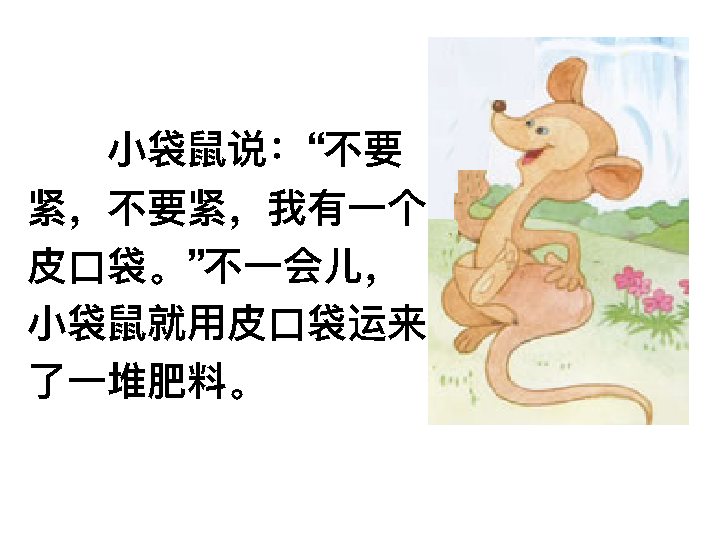 小袋鼠说：“不要
紧，不要紧，我有一个
皮口袋。”不一会儿，
小袋鼠就用皮口袋运来
了一堆肥料。